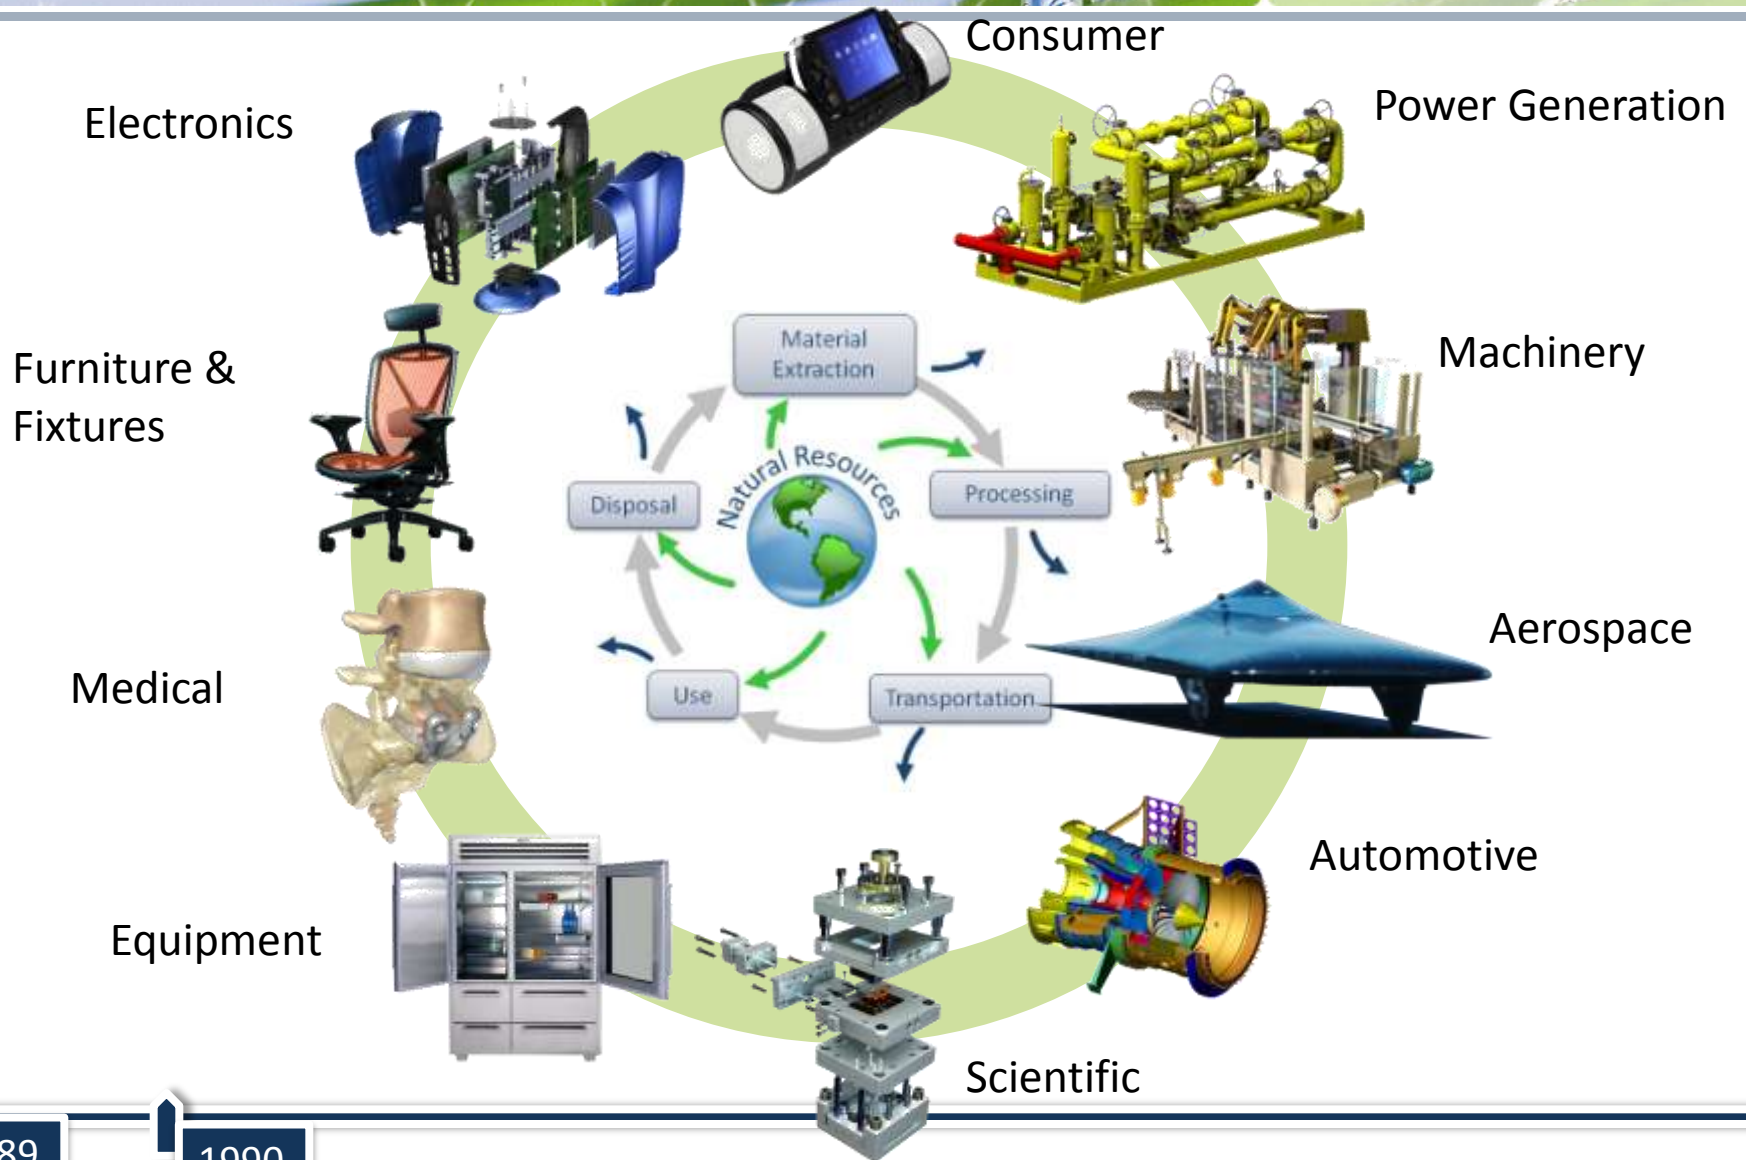 Consumer
Electronics
Power Generation
Furniture &
Fixtures
Machinery
Material
Extraction
Natural Resources
Disposal
Processing
Aerospace
Medical
Use
Transportation
Automotive
Equipment
Scientific
89
1990